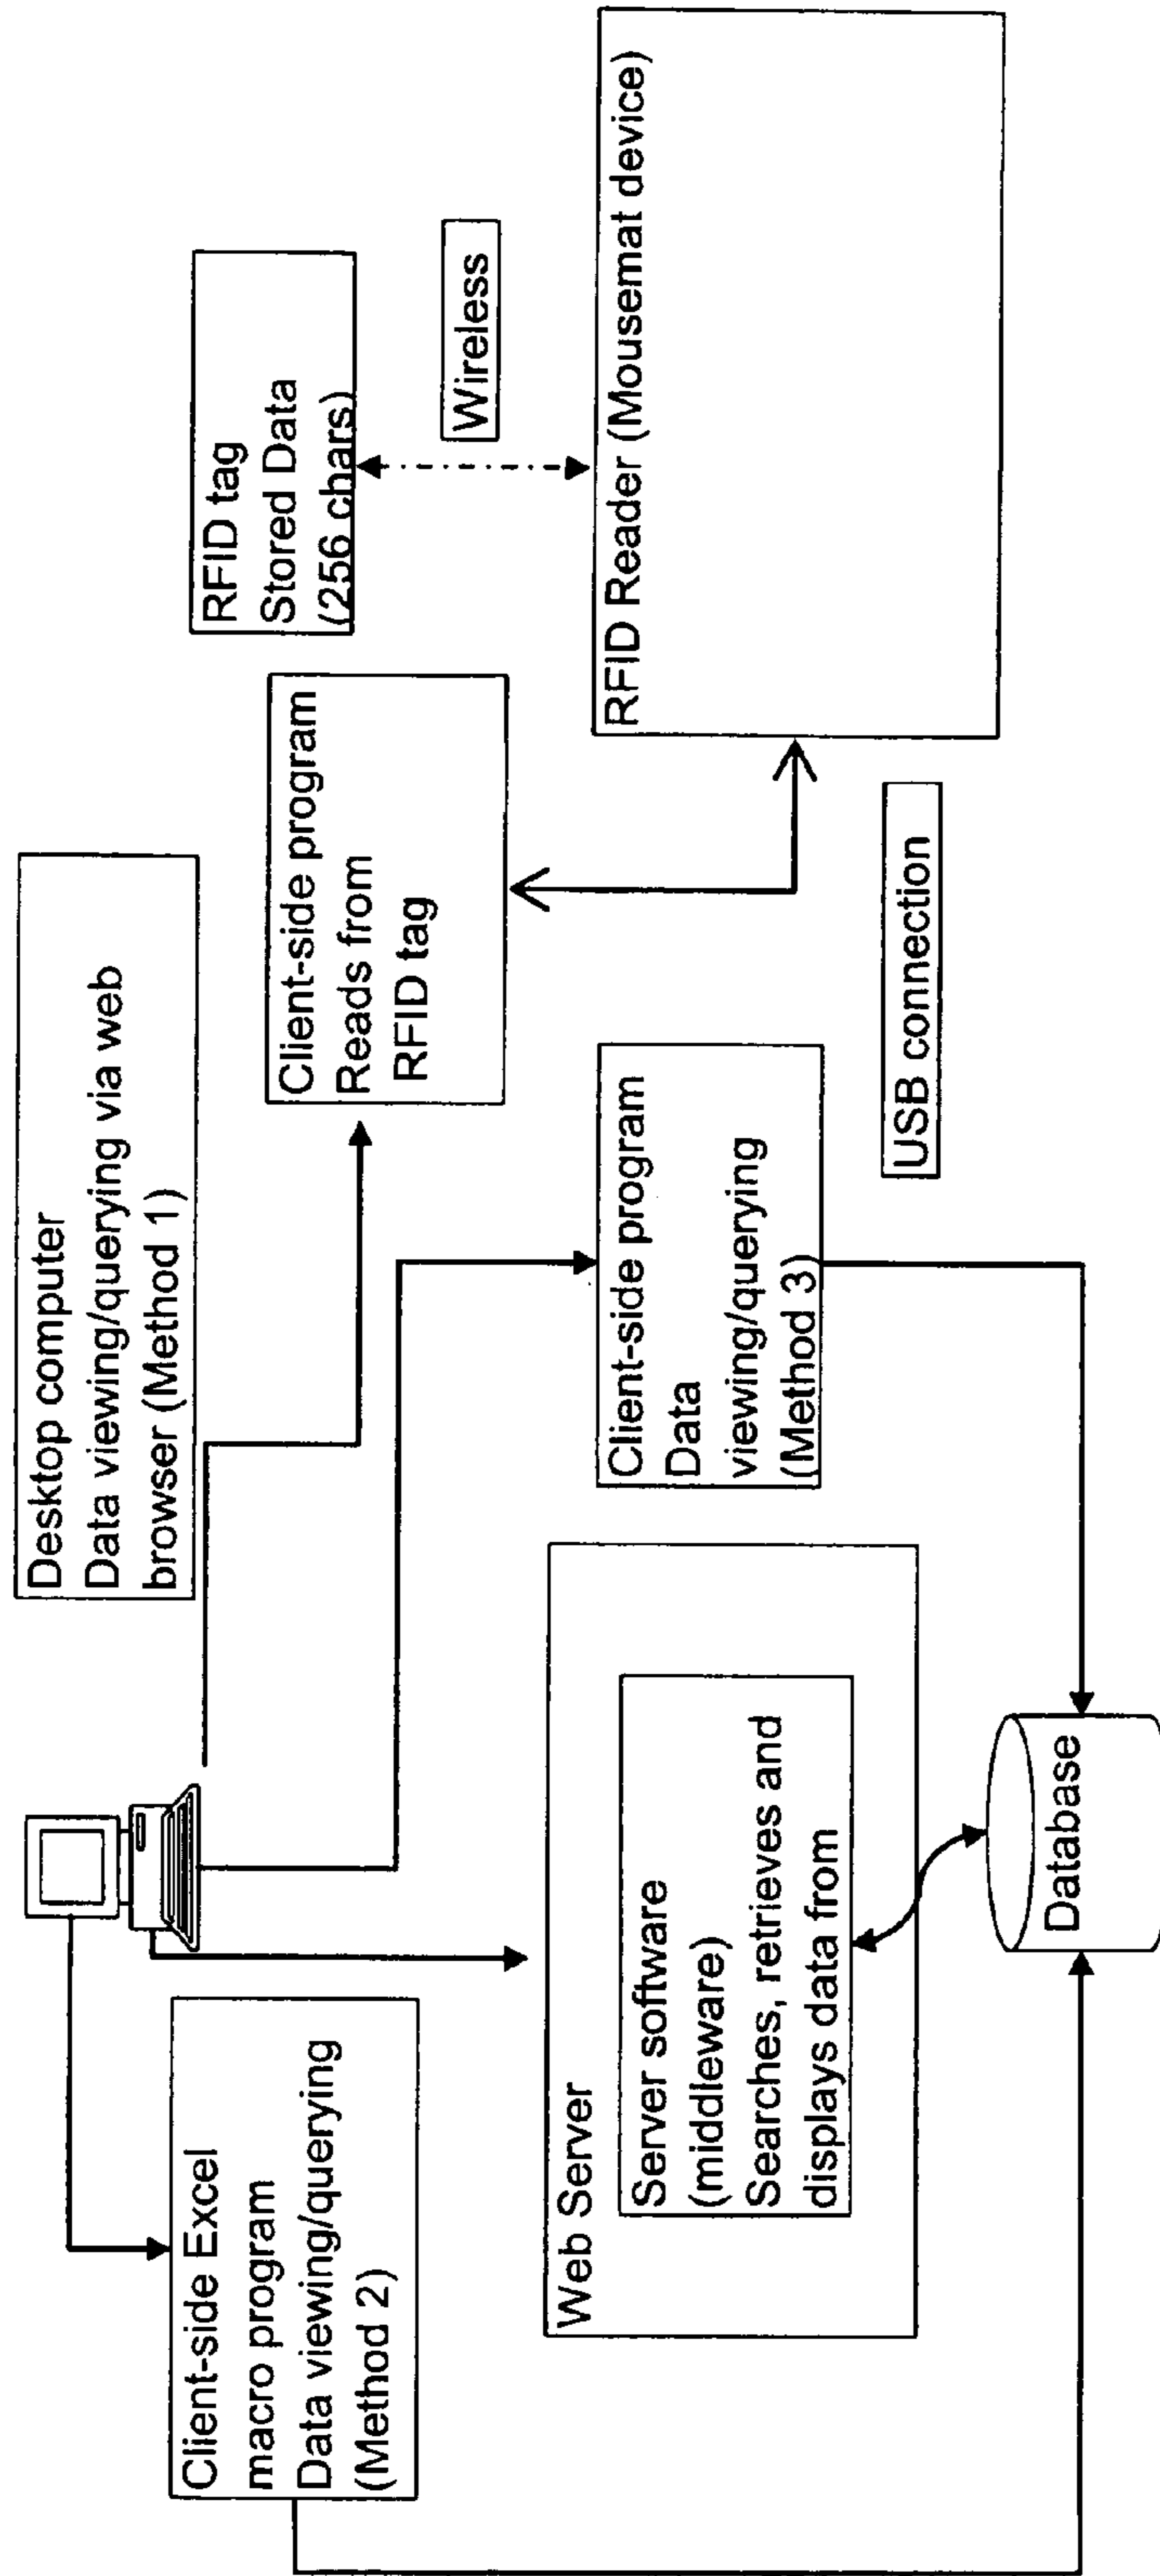 Desktop computer
Data viewing/querying via web
browser (Method 1)
RFID tag
Stored Data
(256 chars)
Wireless
Client-side Excel
macro program
Data viewing/querying
(Method 2)
Client-side program
Reads from
RFID tag
Web Server
Server software
(middleware)
Searches, retrieves and
displays data from
Client-side program
Data
viewing/querying
(Method 3)
RFID Reader (Mousemat device)
USB connection
Database